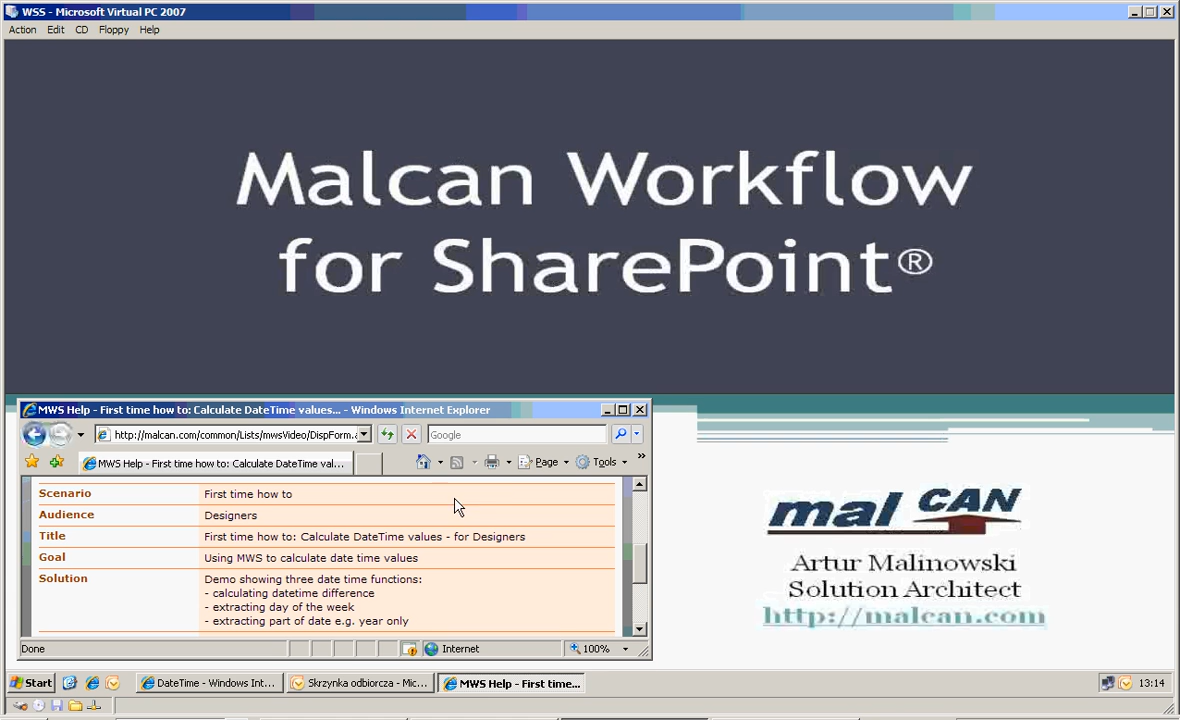 WSS - Microsoft Virtual PC 2007
Action Edit CD Floppy Help
Malcan Workflow
for SharePoint®
MWS Help - First time how to: Calculate DateTime values... - Windows Internet Explorer
http://malcan.com/common/Lists/mwsVideo/DispForm.a
Google
MWS Help - First time how to: Calculate DateTime val...
Page Tools »
Scenario First time how to
Audience Designers
Title First time how to: Calculate DateTime values - for Designers
Goal Using MWS to calculate date time values
Solution Demo showing three date time functions:
- calculating datetime difference
- extracting day of the week
- extracting part of date e.g. year only
Done Internet 100%
mal CAN
Artur Malinowski
Solution Architect
http://malcan.com
Start DateTime - Windows Int... Skrzynka odbiorcza - Mic... MWS Help - First time... 13:14